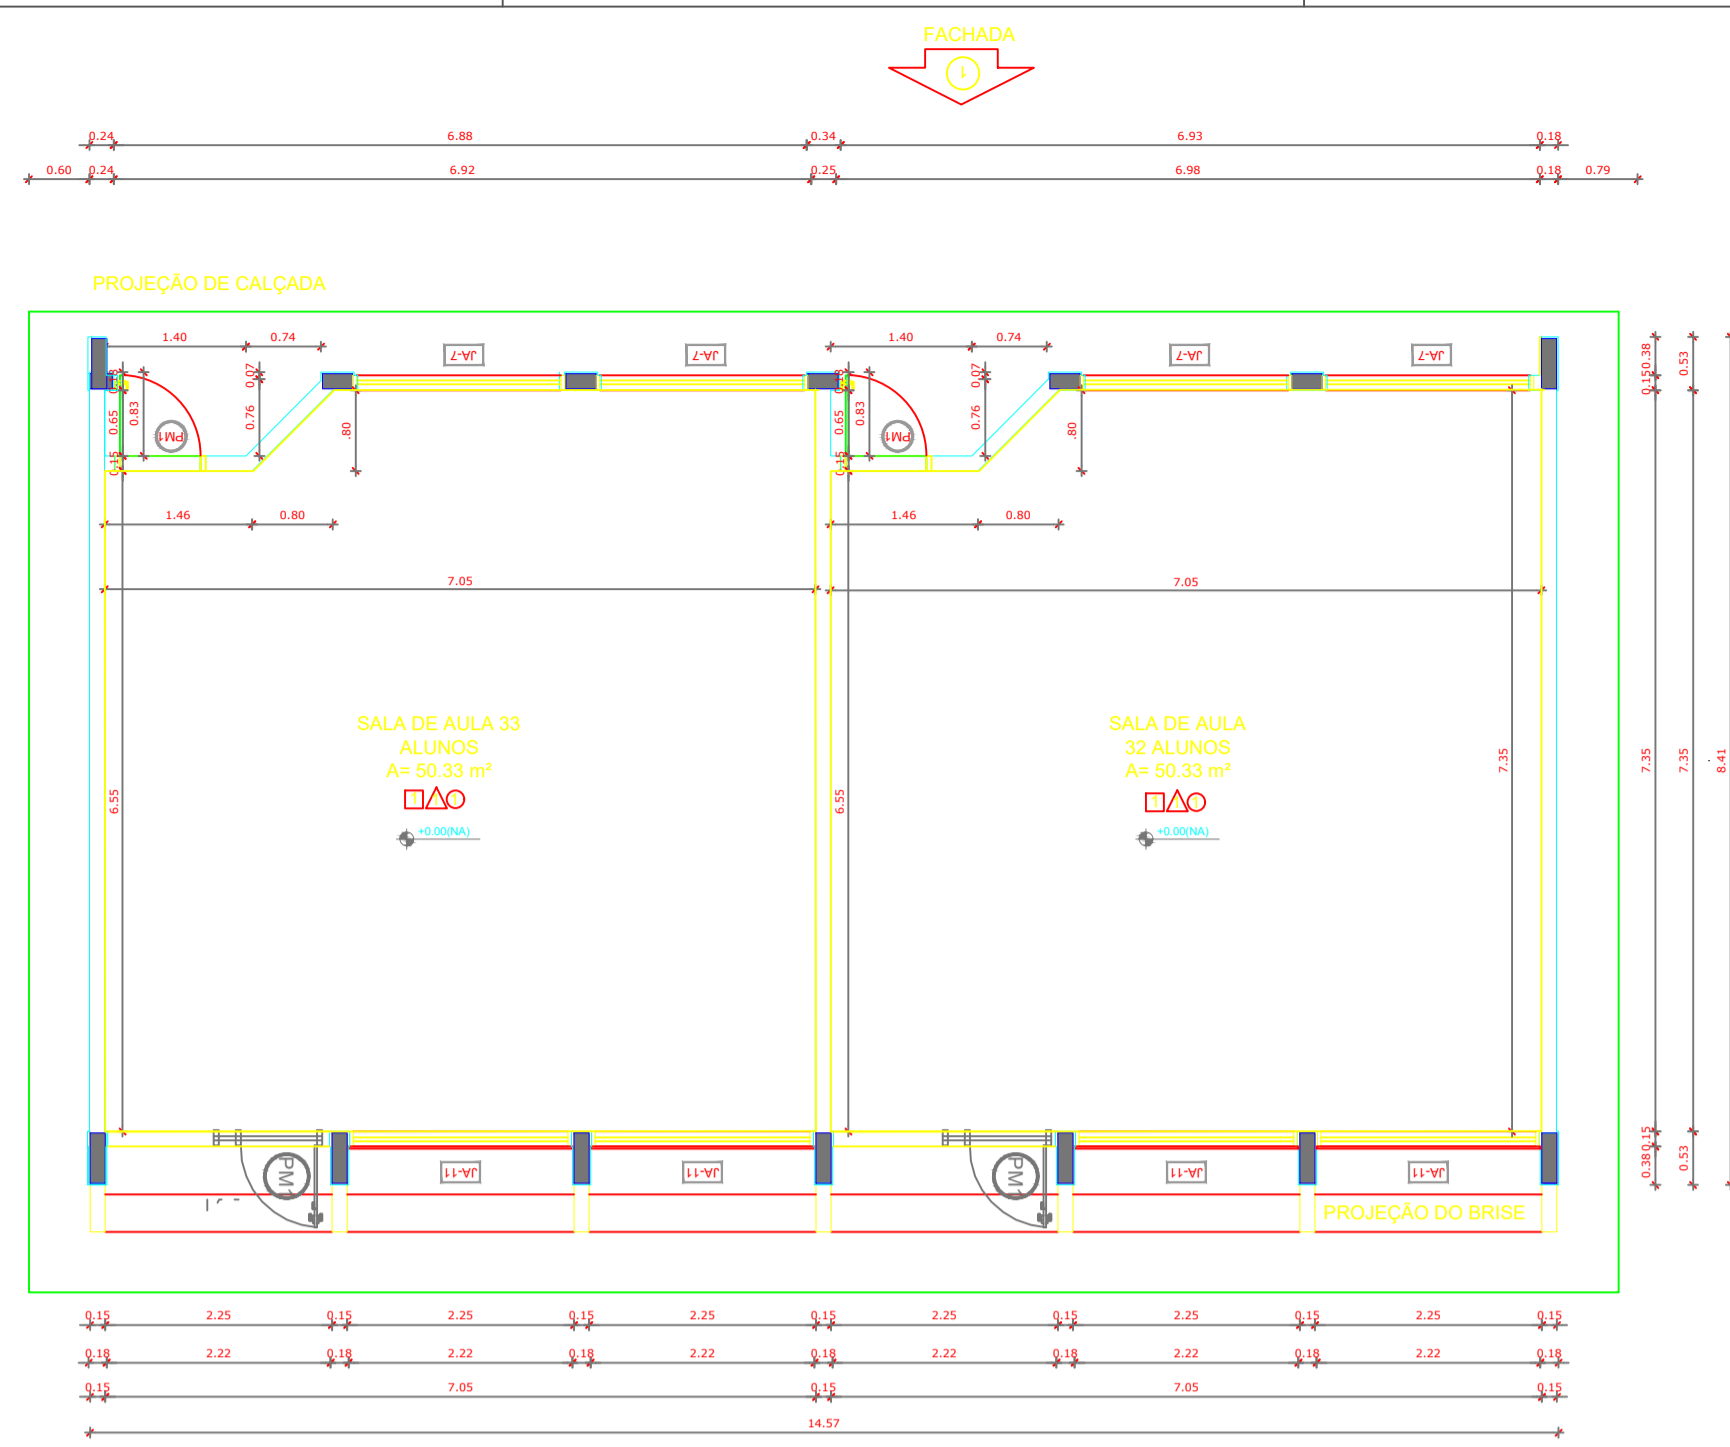 FACHADA
1
0.24 6.88 0.34 6.93 0.18
0.60 0.24 6.92 0.25 6.98 0.18 0.79
PROJEÇÃO DE CALÇADA
1.40 0.74 1.40 0.74
JA-7 JA-7 JA-7 JA-7
0.18 0.07 0.18 0.07
0.65 0.83 0.76 .80 0.65 0.83 0.76 .80
PM1 PM1
0.15 0.15
0.38 0.53
0.15
1.46 0.80 1.46 0.80
7.05 7.05
SALA DE AULA 33
ALUNOS
A= 50.33 m²
1 1 1
+0.00(NA)
SALA DE AULA
32 ALUNOS
A= 50.33 m²
1 1 1
+0.00(NA)
6.55 6.55 7.35 7.35 7.35 8.41
0.15
0.38 0.53
PM1 JA-11 JA-11 PM1 JA-11 JA-11
PROJEÇÃO DO BRISE
0.15 2.25 0.15 2.25 0.15 2.25 0.15 2.25 0.15 2.25 0.15 2.25 0.15
0.18 2.22 0.18 2.22 0.18 2.22 0.18 2.22 0.18 2.22 0.18 2.22 0.18
0.15 7.05 0.15 7.05 0.15
14.57